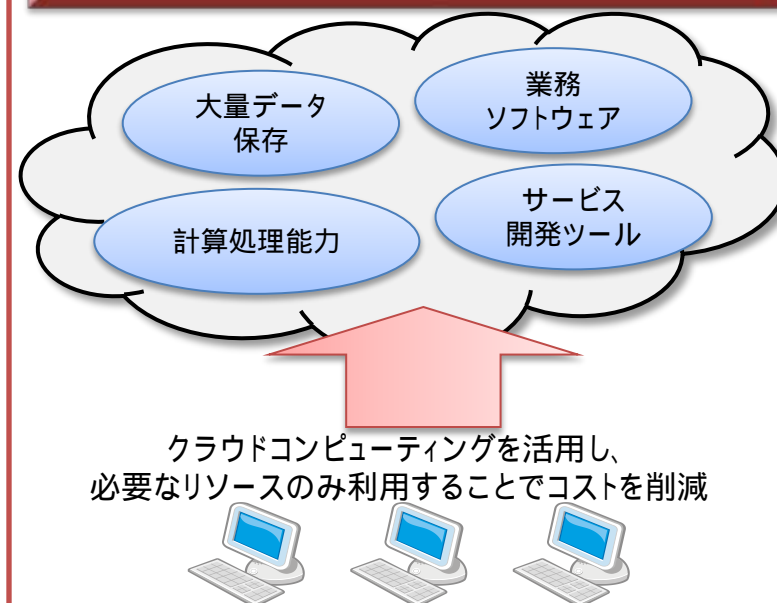 大量データ
保存
業務
ソフトウェア
計算処理能力
サービス
開発ツール
クラウドコンピューティングを活用し、
必要なリソースのみ利用することでコストを削減